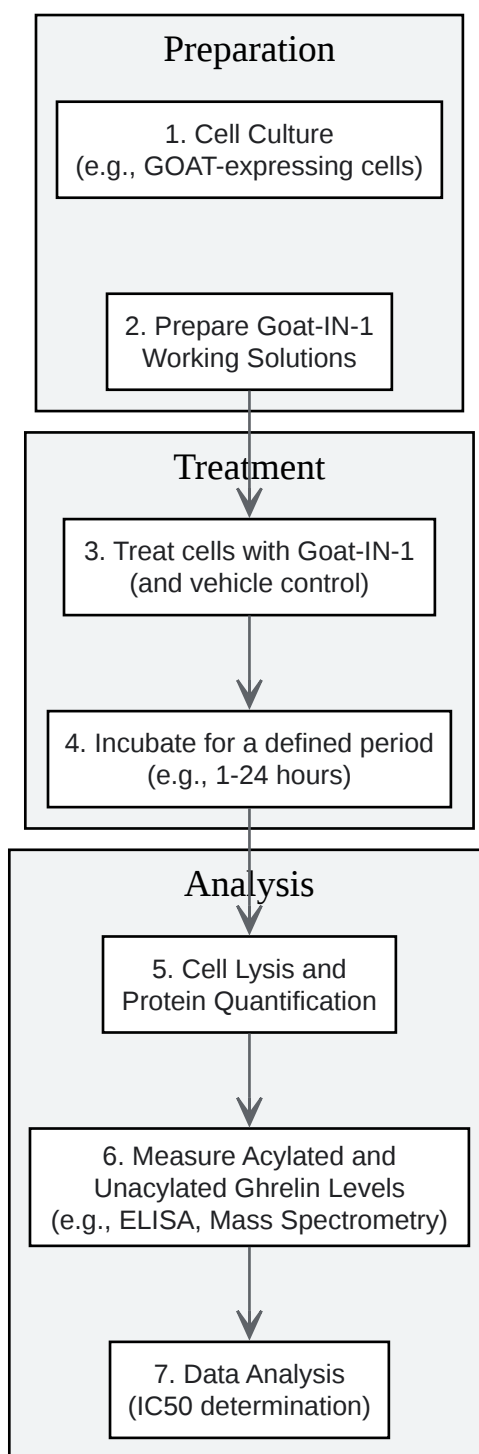 Preparation
1. Cell Culture
(e.g., GOAT-expressing cells)
2. Prepare Goat-IN-1
Working Solutions
Treatment
3. Treat cells with Goat-IN-1
(and vehicle control)
4. Incubate for a defined period
(e.g., 1-24 hours)
Analysis
5. Cell Lysis and
Protein Quantification
6. Measure Acylated and
Unacylated Ghrelin Levels
(e.g., ELISA, Mass Spectrometry)
7. Data Analysis
(IC50 determination)